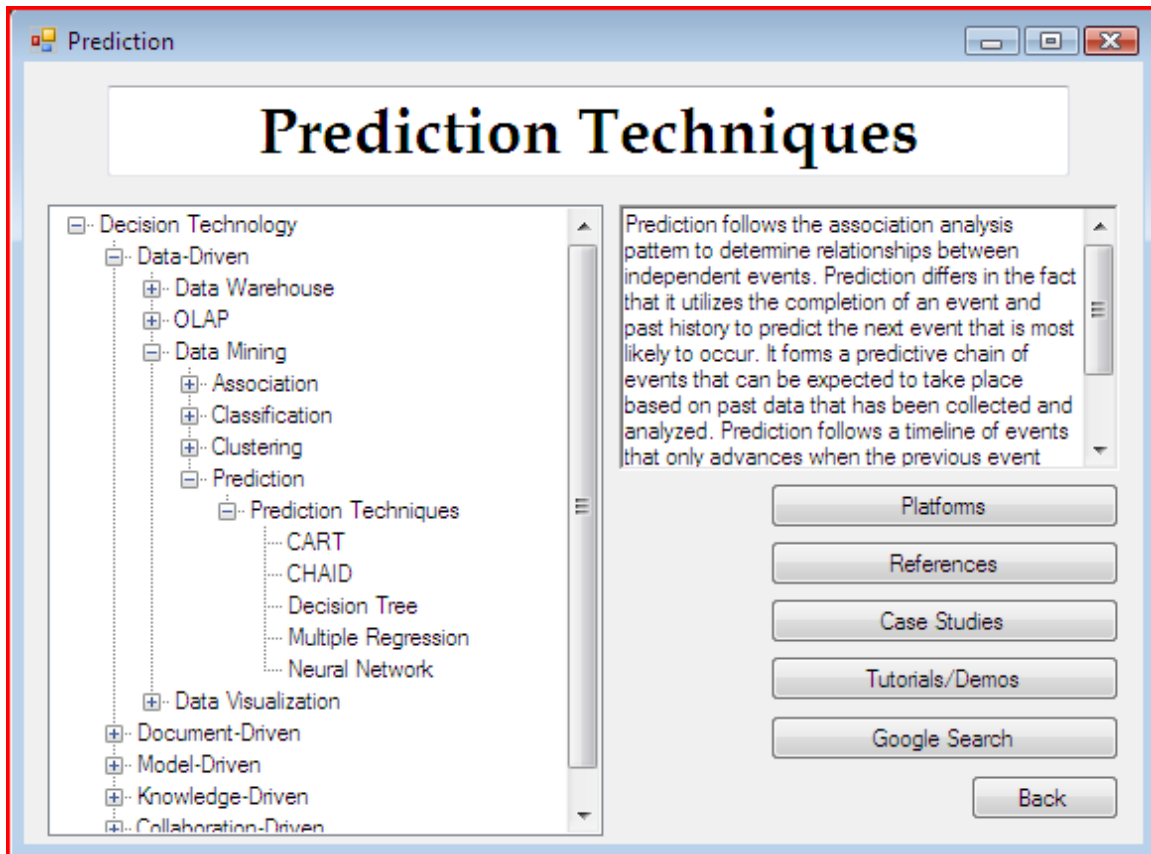 Prediction
Prediction Techniques
Decision Technology
Data-Driven
Data Warehouse
OLAP
Data Mining
Association
Classification
Clustering
Prediction
Prediction Techniques
CART
CHAID
Decision Tree
Multiple Regression
Neural Network
Data Visualization
Document-Driven
Model-Driven
Knowledge-Driven
Collaboration-Driven
Prediction follows the association analysis
pattern to determine relationships between
independent events. Prediction differs in the fact
that it utilizes the completion of an event and
past history to predict the next event that is most
likely to occur. It forms a predictive chain of
events that can be expected to take place
based on past data that has been collected and
analyzed. Prediction follows a timeline of events
that only advances when the previous event
Platforms
References
Case Studies
Tutorials/Demos
Google Search
Back